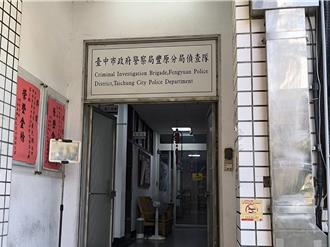 臺中市政府警察局豐原分局偵查隊
Criminal Investigation Brigade,Fengyuan Police
District,Taichung City Police Department